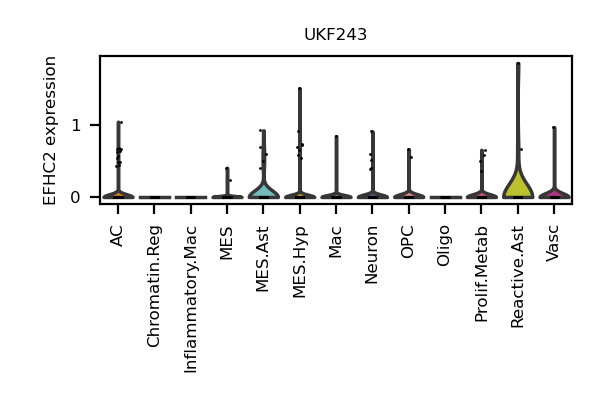 UKF243
EFHC2 expression
1
0
AC
Chromatin.Reg
Inflammatory.Mac
MES
MES.Ast
MES.Hyp
Mac
Neuron
OPC
Oligo
Prolif.Metab
Reactive.Ast
Vasc